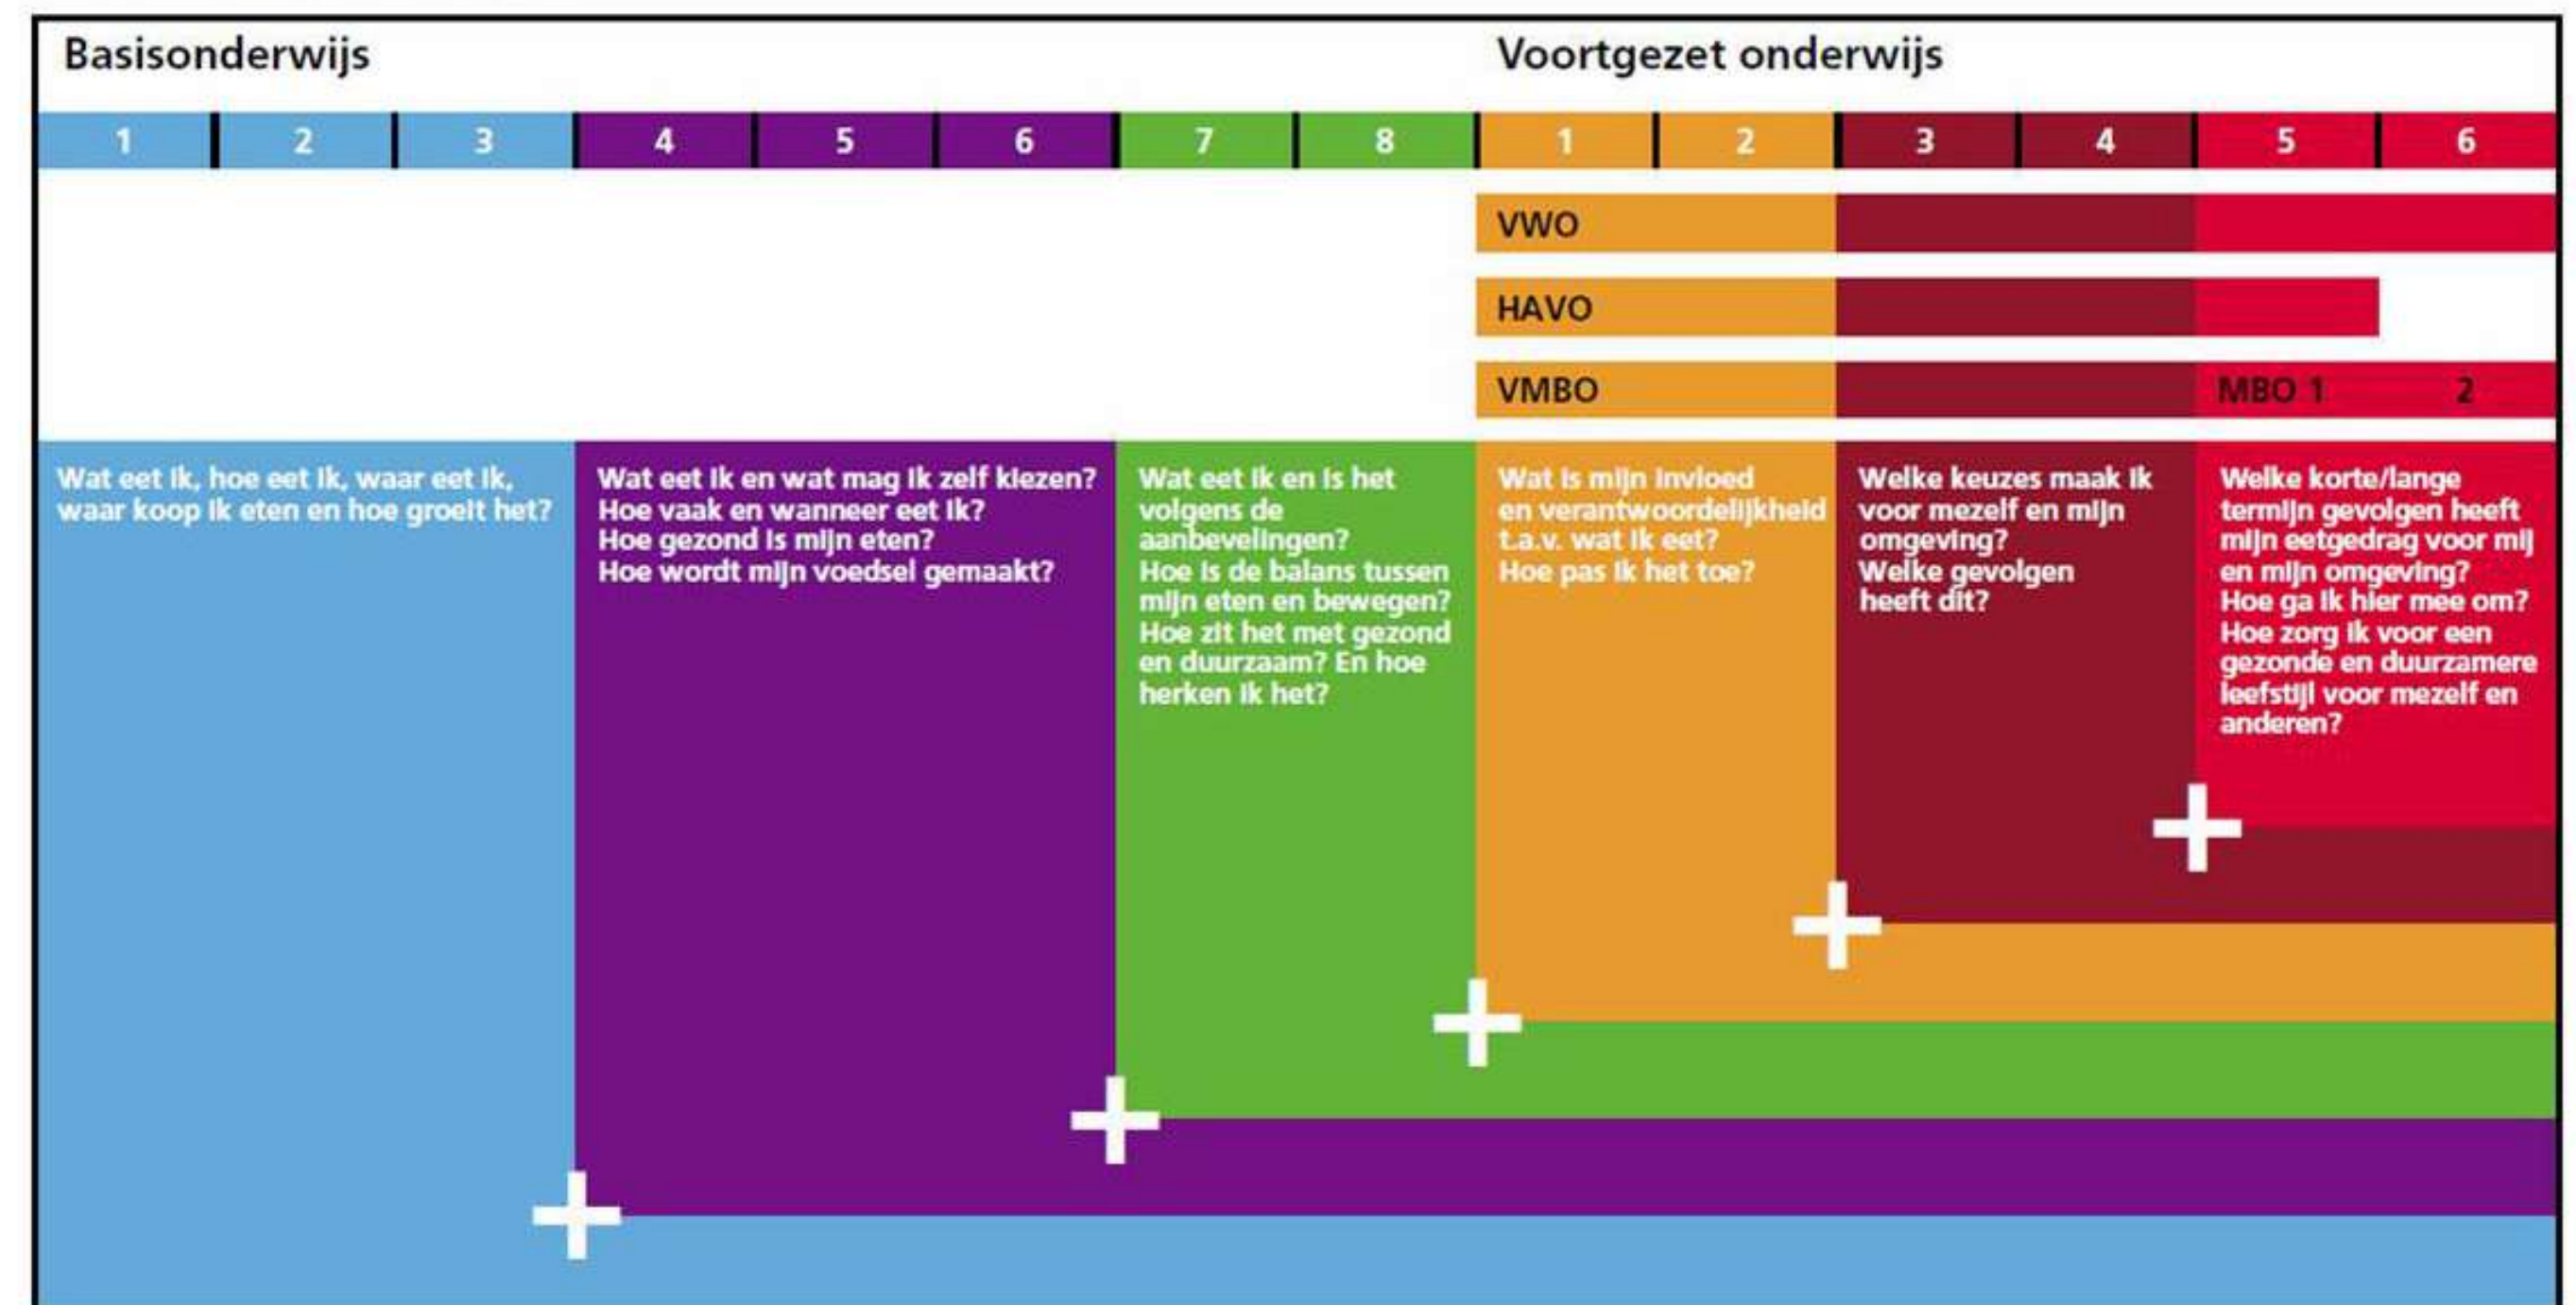 Basisonderwijs
Voortgezet onderwijs
1 2 3 4 5 6 7 8 1 2 3 4 5 6
VWO
HAVO
VMBO MBO 1 2
Wat eet ik, hoe eet ik, waar eet ik,
waar koop ik eten en hoe groeit het?
Wat eet ik en wat mag ik zelf kiezen?
Hoe vaak en wanneer eet ik?
Hoe gezond is mijn eten?
Hoe wordt mijn voedsel gemaakt?
Wat eet ik en is het
volgens de
aanbevelingen?
Hoe is de balans tussen
mijn eten en bewegen?
Hoe zit het met gezond
en duurzaam? En hoe
herken ik het?
Wat is mijn invloed
en verantwoordelijkheid
t.a.v. wat ik eet?
Hoe pas ik het toe?
Welke keuzes maak ik
voor mezelf en mijn
omgeving?
Welke gevolgen
heeft dit?
Welke korte/lange
termijn gevolgen heeft
mijn eetgedrag voor mij
en mijn omgeving?
Hoe ga ik hier mee om?
Hoe zorg ik voor een
gezonde en duurzamere
leefstijl voor mezelf en
anderen?